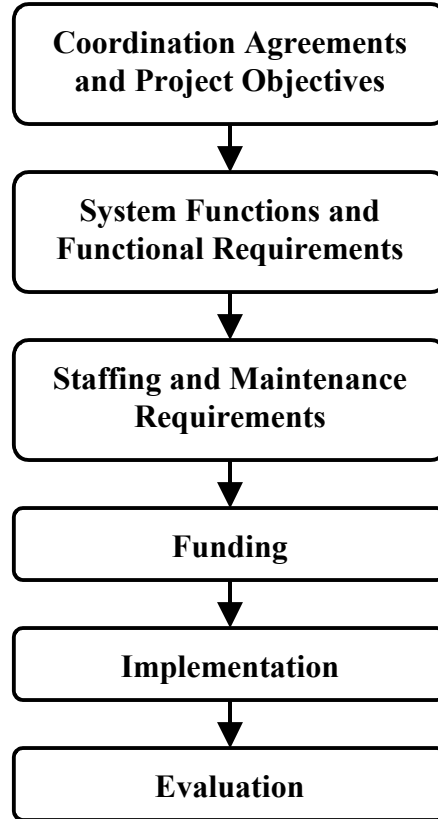 Coordination Agreements
and Project Objectives
System Functions and
Functional Requirements
Staffing and Maintenance
Requirements
Funding
Implementation
Evaluation